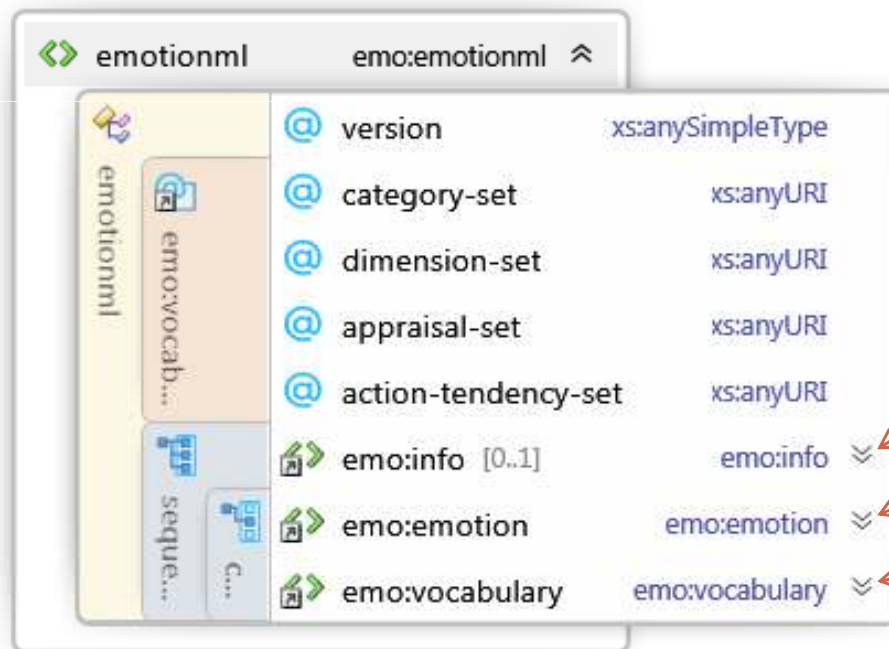 emotionml emo:emotionml
emotionml
emo:vocab...
seque...
c...
version xs:anySimpleType
category-set xs:anyURI
dimension-set xs:anyURI
appraisal-set xs:anyURI
action-tendency-set xs:anyURI
emo:info [0..1] emo:info
emo:emotion emo:emotion
emo:vocabulary emo:vocabulary